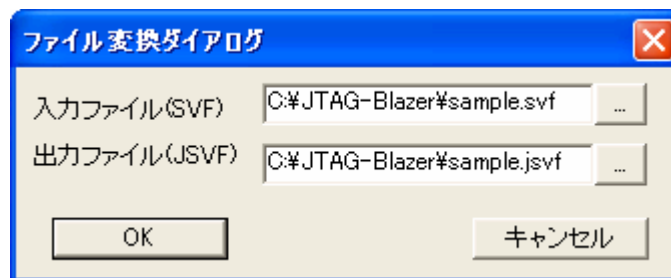 ファイル変換ダイアログ
入力ファイル(SVF) C:¥JTAG-Blazer¥sample.svf ...
出力ファイル(JSVF) C:¥JTAG-Blazer¥sample.jsvf ...
OK キャンセル